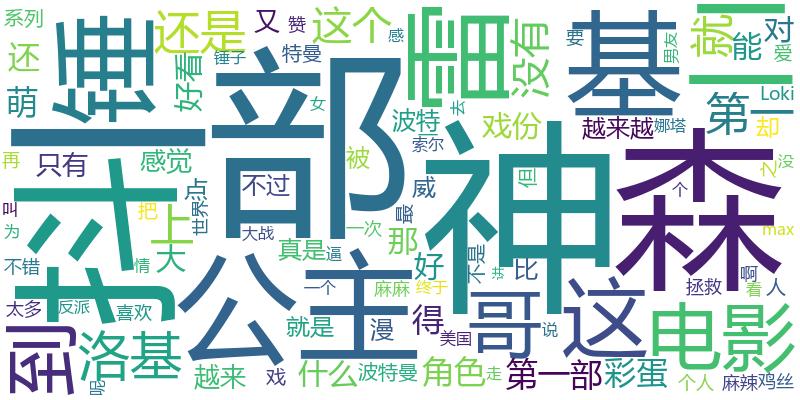 系列
还
萌
锤
还是
好看
又
赞
特曼
锤子
这个
感
雷
没有
基
要
男友
就
能
对
爱
Loki
第一
却
越来越
娜塔
之
没
二
抖
部
神
森
波特
戏份
去
索尔
女
被
但
个
max
再
只有
感觉
不过
威
最
叫
为
把
上
点
世界
大战
真是
逼
一次
那
好
不是
比
拯救
啊
看
人
不错
情
大
到
太多
反派
喜欢
公主
一个
终于
麻麻
漫
得
美国
哥
说
这
电影
洛基
就是
呢
越来
戏
什么
波特曼
角色
走
第一部
彩蛋
个人
麻辣
鸡丝